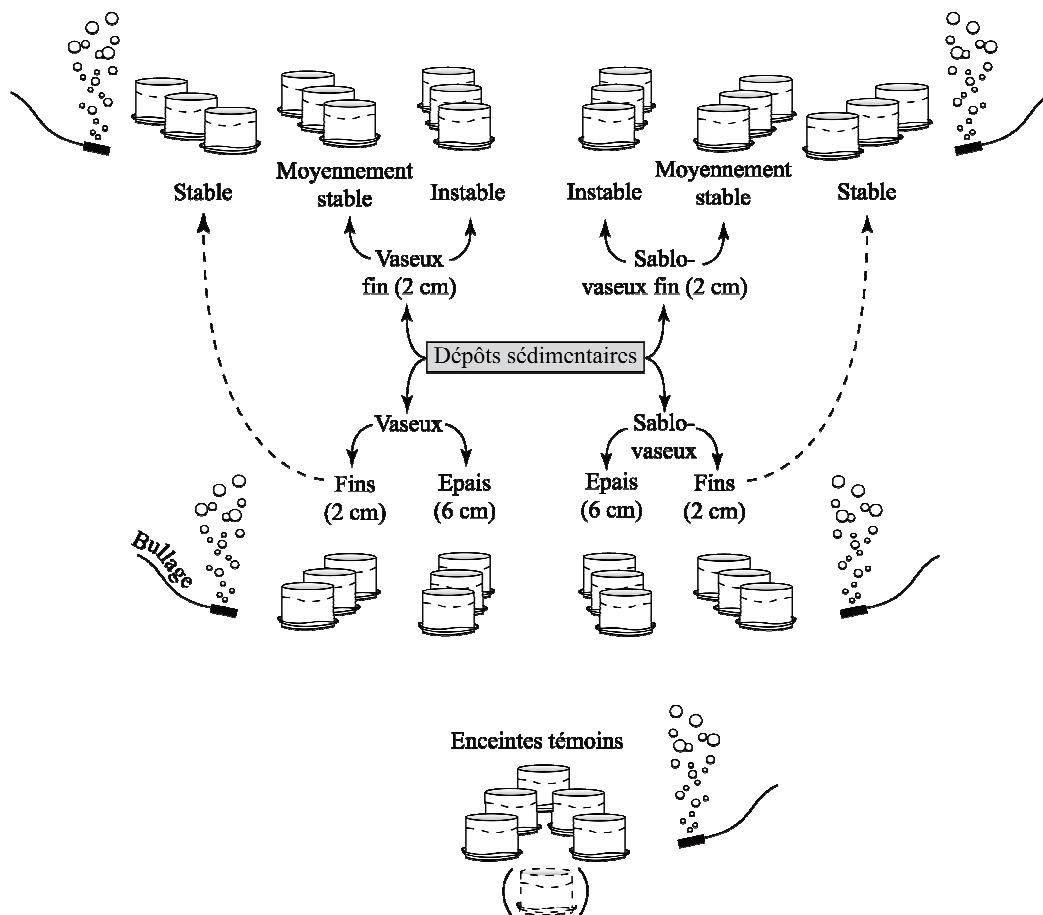 Stable
Moyennement
stable
Instable
Instable
Moyennement
stable
Stable
Vaseux
fin (2 cm)
Sablo-
vaseux fin (2 cm)
Dépôts sédimentaires
Vaseux
Sablo-
vaseux
Fins
(2 cm)
Epais
(6 cm)
Epais
(6 cm)
Fins
(2 cm)
Bullage
Enceintes témoins